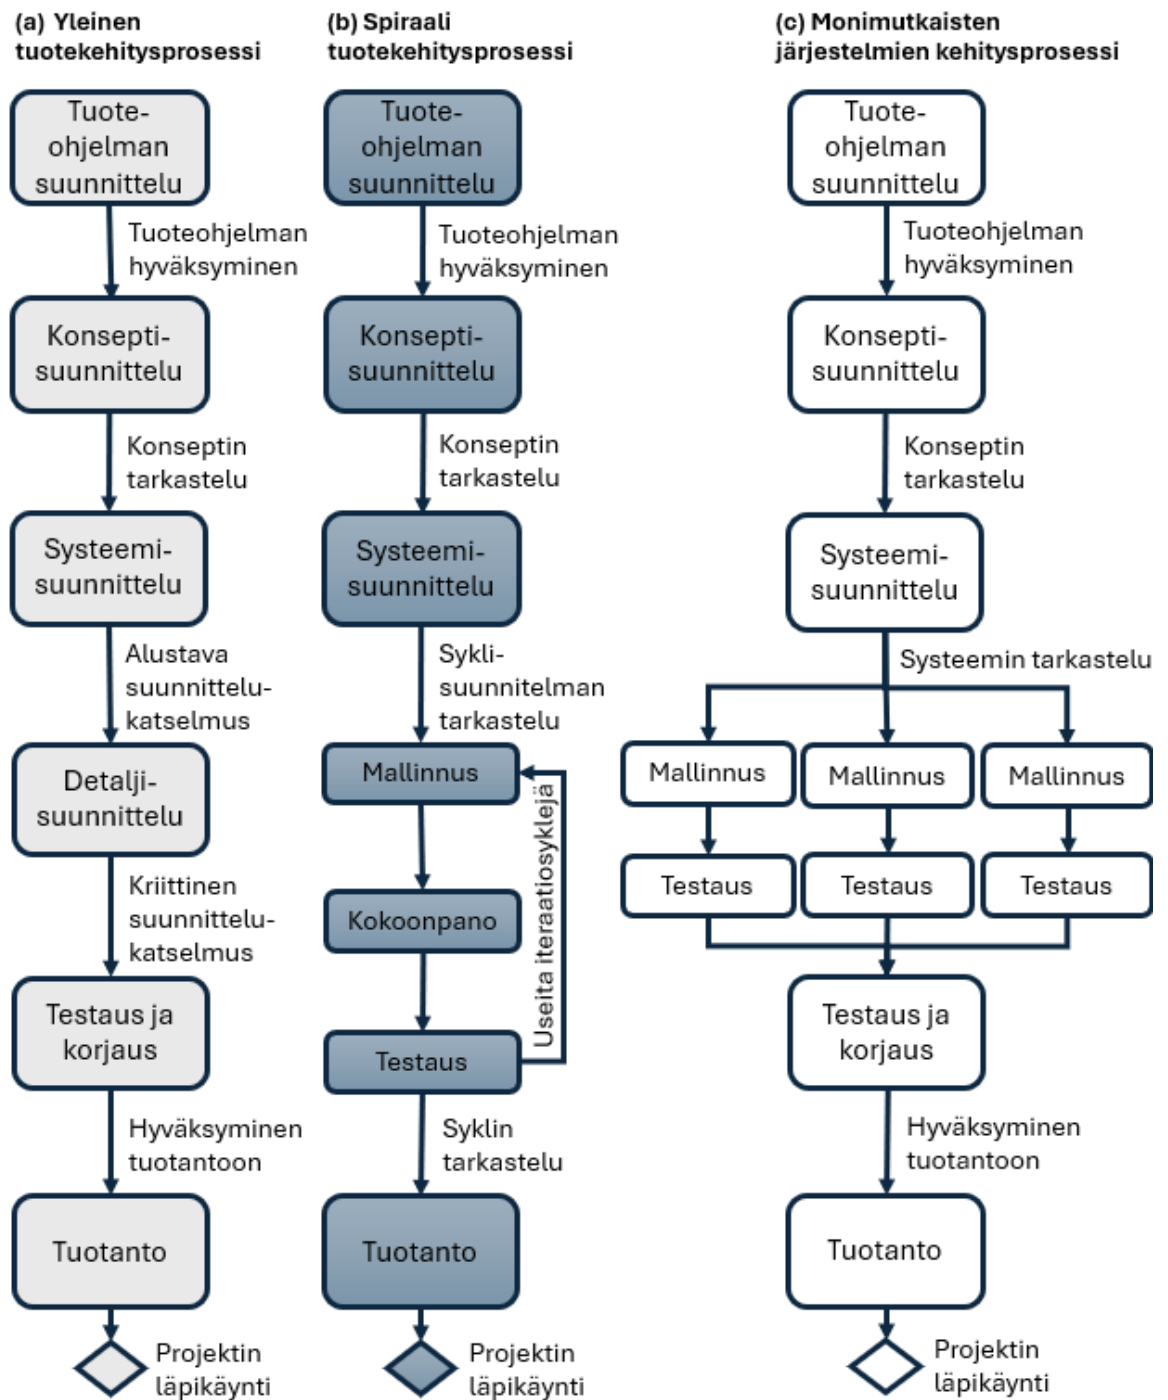 (a) Yleinen
tuotekehitysprosessi
Tuote-
ohjelman
suunnittelu
Tuoteohjelman
hyväksyminen
Konsepti-
suunnittelu
Konseptin
tarkastelu
Systeemi-
suunnittelu
Alustava
suunnittelu-
katselmus
Detalji-
suunnittelu
Kriittinen
suunnittelu-
katselmus
Testaus ja
korjaus
Hyväksyminen
tuotantoon
Tuotanto
Projektin
läpikäynti
(b) Spiraali
tuotekehitysprosessi
Tuote-
ohjelman
suunnittelu
Tuoteohjelman
hyväksyminen
Konsepti-
suunnittelu
Konseptin
tarkastelu
Systeemi-
suunnittelu
Sykli-
suunnitelman
tarkastelu
Mallinnus
Kokoonpano
Testaus
Useita iteraatiosyklejä
Syklin
tarkastelu
Tuotanto
Projektin
läpikäynti
(c) Monimutkaisten
järjestelmien kehitysprosessi
Tuote-
ohjelman
suunnittelu
Tuoteohjelman
hyväksyminen
Konsepti-
suunnittelu
Konseptin
tarkastelu
Systeemi-
suunnittelu
Systeemin tarkastelu
Mallinnus
Mallinnus
Mallinnus
Testaus
Testaus
Testaus
Testaus ja
korjaus
Hyväksyminen
tuotantoon
Tuotanto
Projektin
läpikäynti